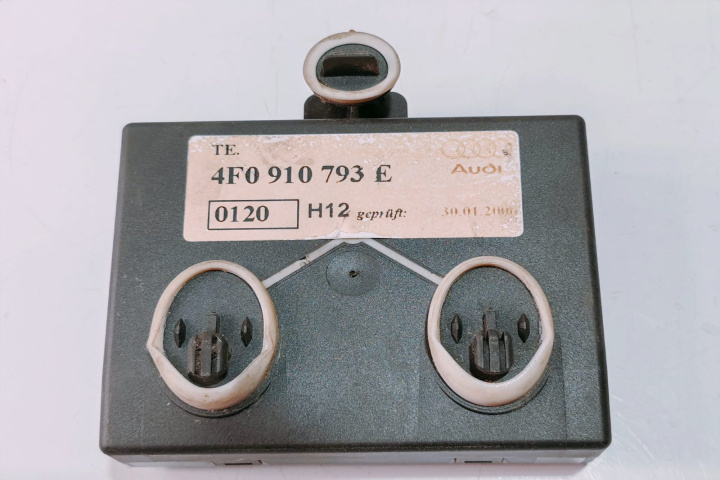 TE.
4F0 910 793 E
Audi
0120 H12 geprüft: 30.01.2006